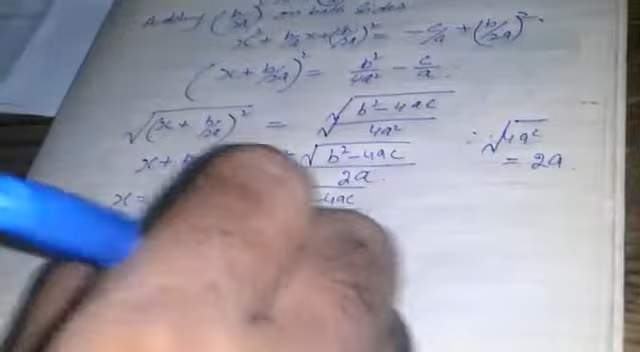 Adding (b/2a)² on both sides
x² + b/a x + (b/2a)² = -c/a + (b/2a)²
(x + b/2a)² = b²/4a² - c/a
√(x + b/2a)² = √(b²-4ac/4a²) ∴ √4a² = 2a
x + = √b²-4ac/2a
x = 4ac